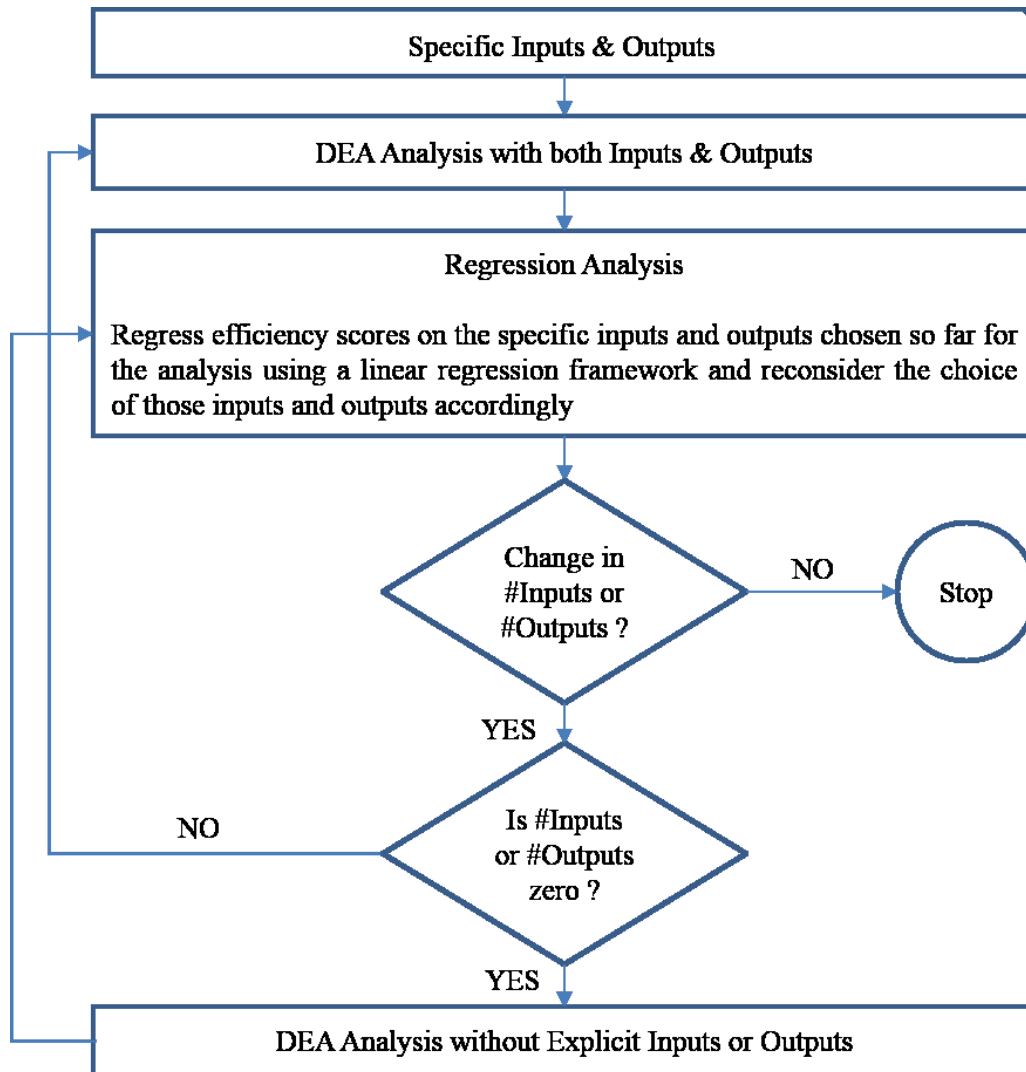 Specific Inputs & Outputs
DEA Analysis with both Inputs & Outputs
Regression Analysis
Regress efficiency scores on the specific inputs and outputs chosen so far for
the analysis using a linear regression framework and reconsider the choice
of those inputs and outputs accordingly
Change in
#Inputs or
#Outputs ?
NO
Stop
YES
Is #Inputs
or #Outputs
zero ?
NO
YES
DEA Analysis without Explicit Inputs or Outputs